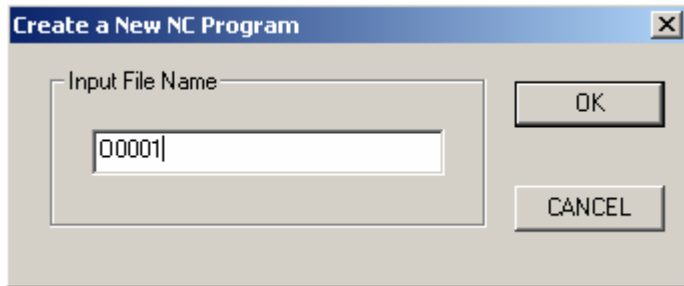 Create a New NC Program
Input File Name
O0001
OK
CANCEL